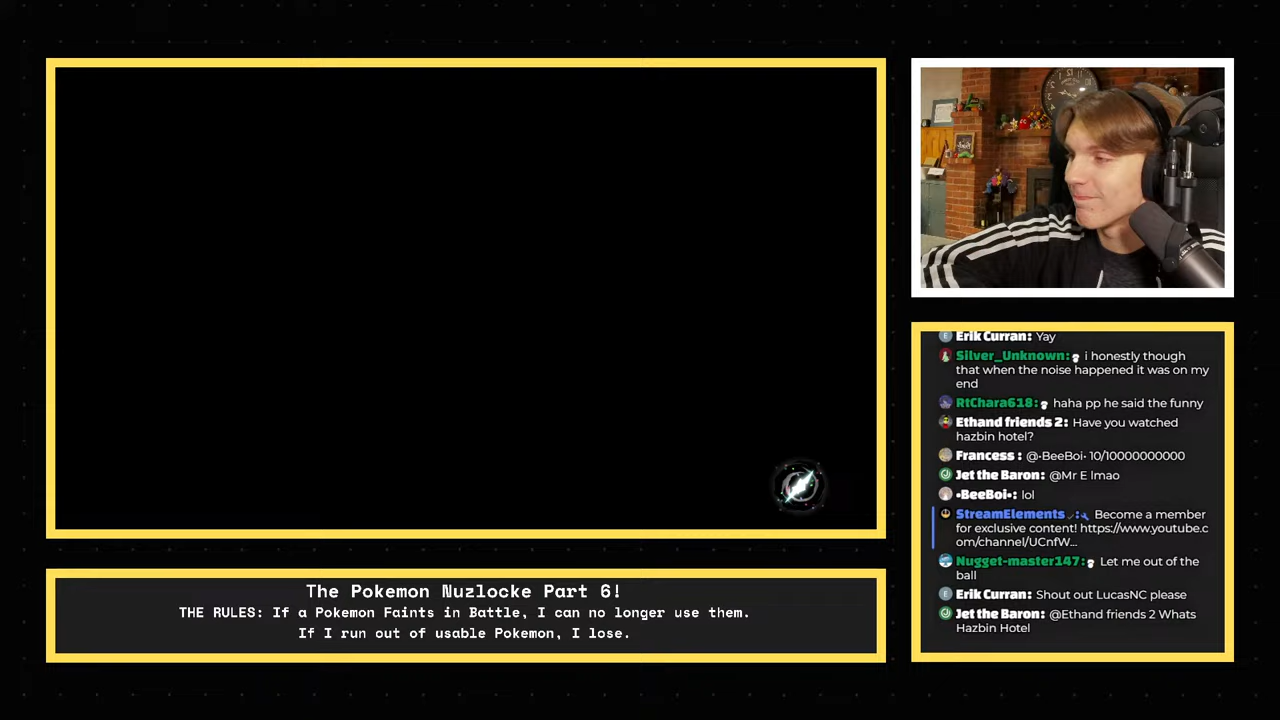 The Pokemon Nuzlocke Part 6!
THE RULES: If a Pokemon Faints in Battle, I can no longer use them.
If I run out of usable Pokemon, I lose.
Erik Curran: Yay
Silver_Unknown: i honestly though
that when the noise happened it was on my
end
RtChara618: haha pp he said the funny
Ethand friends 2: Have you watched
hazbin hotel?
Francess : @•BeeBoi• 10/10000000000
Jet the Baron: @Mr E lmao
•BeeBoi•: lol
StreamElements : Become a member
for exclusive content! https://www.youtube.c
om/channel/UCnfW...
Nugget-master147: Let me out of the
ball
Erik Curran: Shout out LucasNC please
Jet the Baron: @Ethand friends 2 Whats
Hazbin Hotel